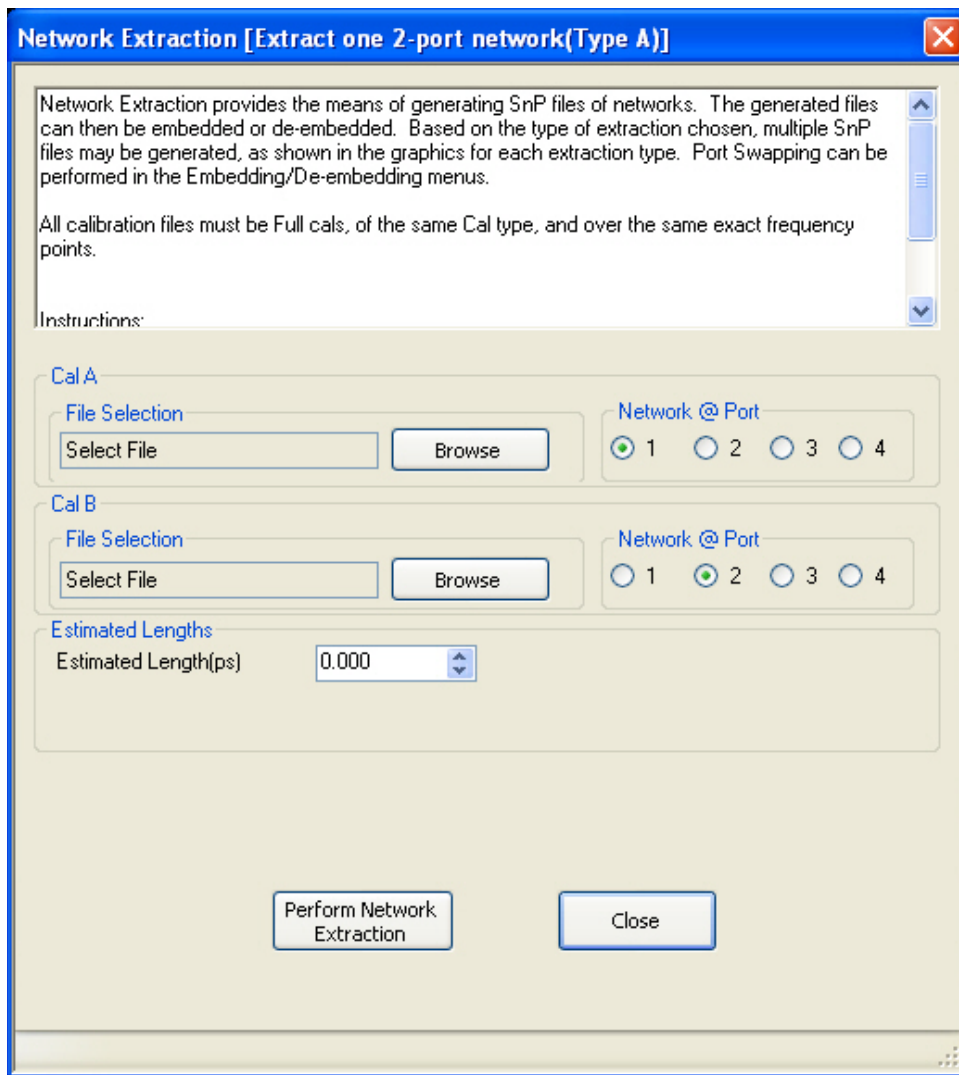 Network Extraction [Extract one 2-port network(Type A)]
Network Extraction provides the means of generating SnP files of networks.  The generated files
can then be embedded or de-embedded.  Based on the type of extraction chosen, multiple SnP
files may be generated, as shown in the graphics for each extraction type.  Port Swapping can be
performed in the Embedding/De-embedding menus.
All calibration files must be Full cals, of the same Cal type, and over the same exact frequency
points.
Instructions:
Cal A
File Selection
Network @ Port
Select File
Browse
1 2 3 4
Cal B
File Selection
Network @ Port
Select File
Browse
1 2 3 4
Estimated Lengths
Estimated Length(ps)
0.000
Perform Network
Extraction
Close